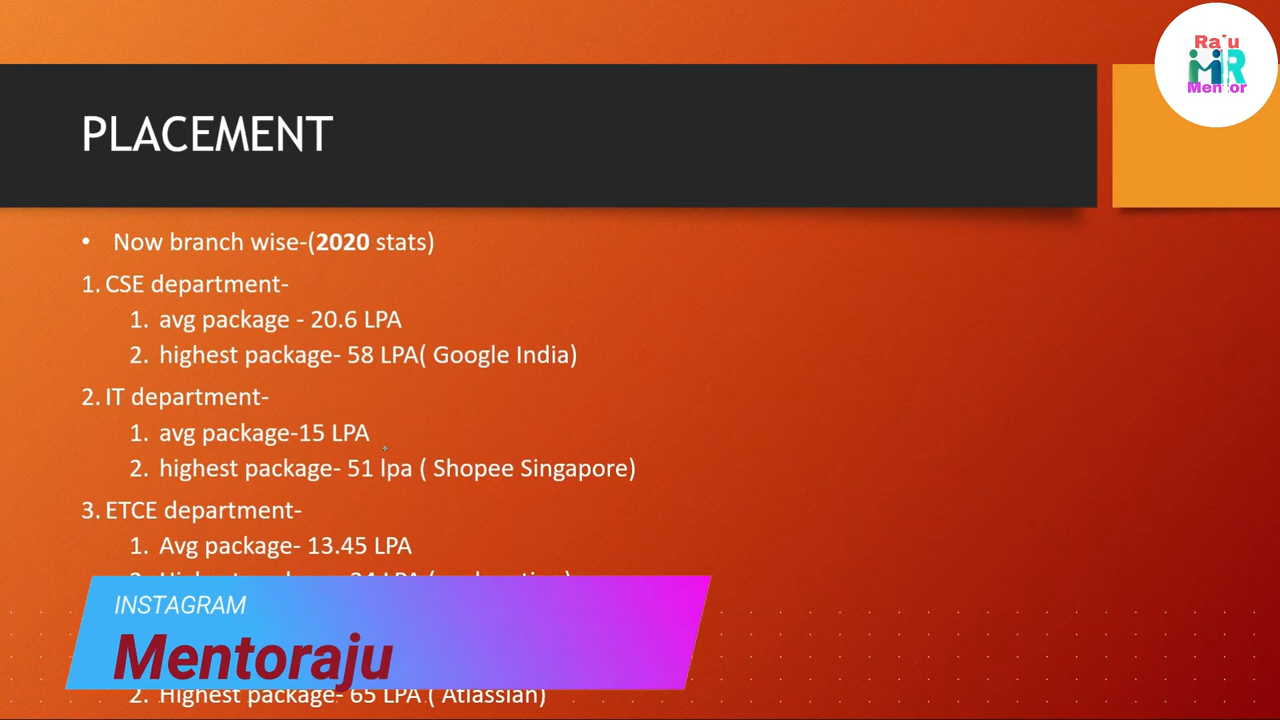 Raju
MR
Mentor
PLACEMENT
• Now branch wise-(2020 stats)
1. CSE department-
1. avg package - 20.6 LPA
2. highest package- 58 LPA( Google India)
2. IT department-
1. avg package-15 LPA
2. highest package- 51 lpa ( Shopee Singapore)
3. ETCE department-
1. Avg package- 13.45 LPA
INSTAGRAM
Mentoraju
2. Highest package- 65 LPA ( Atlassian)